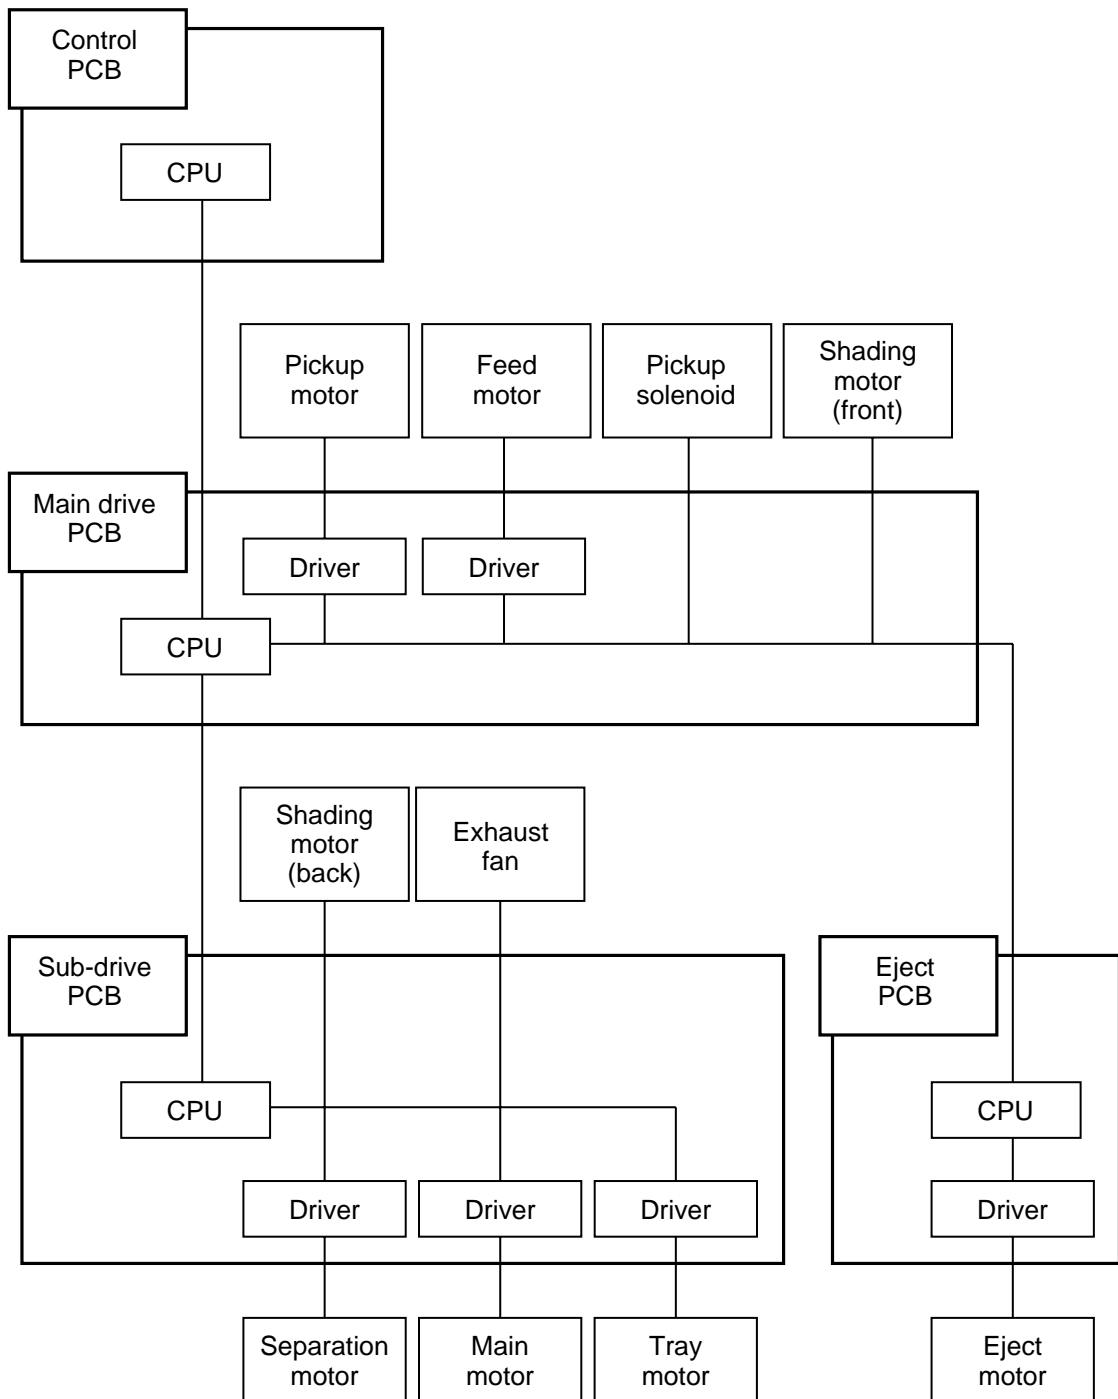 Control
PCB
CPU
Pickup
motor
Feed
motor
Pickup
solenoid
Shading
motor
(front)
Main drive
PCB
Driver
Driver
CPU
Shading
motor
(back)
Exhaust
fan
Sub-drive
PCB
Eject
PCB
CPU
CPU
Driver
Driver
Driver
Driver
Separation
motor
Main
motor
Tray
motor
Eject
motor